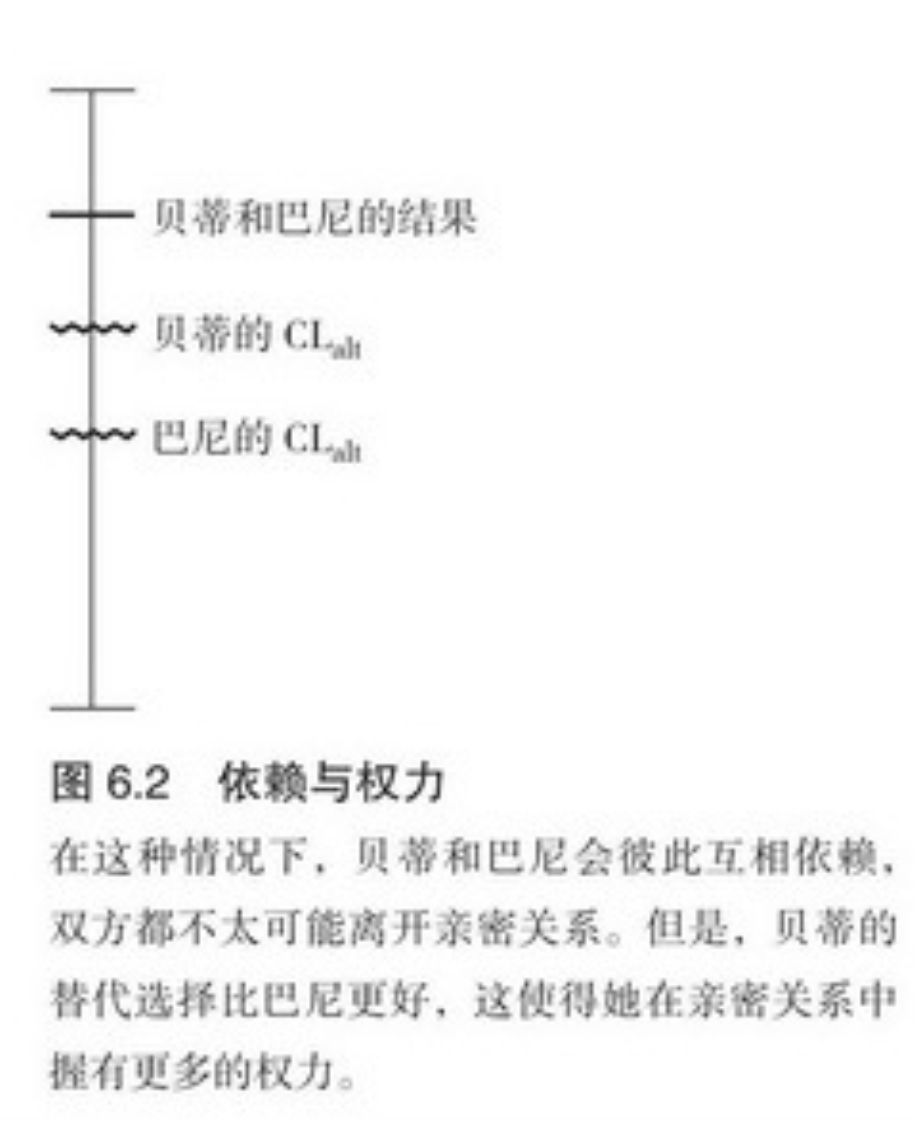 贝蒂和巴尼的结果
贝蒂的 CLalt
巴尼的 CLalt
图 6.2 依赖与权力
在这种情况下，贝蒂和巴尼会彼此互相依赖，
双方都不太可能离开亲密关系。但是，贝蒂的
替代选择比巴尼更好，这使得她在亲密关系中
握有更多的权力。